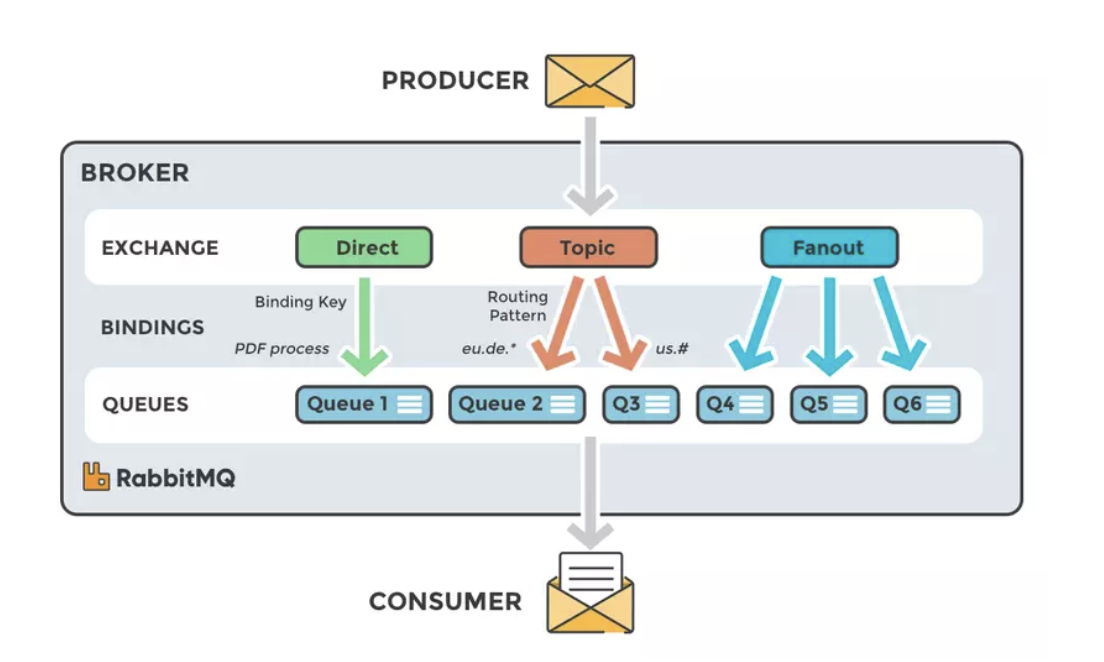 PRODUCER
BROKER
EXCHANGE
Direct
Topic
Fanout
Binding Key
Routing
Pattern
BINDINGS
PDF process
eu.de.*
us.#
QUEUES
Queue 1
Queue 2
Q3
Q4
Q5
Q6
RabbitMQ
CONSUMER